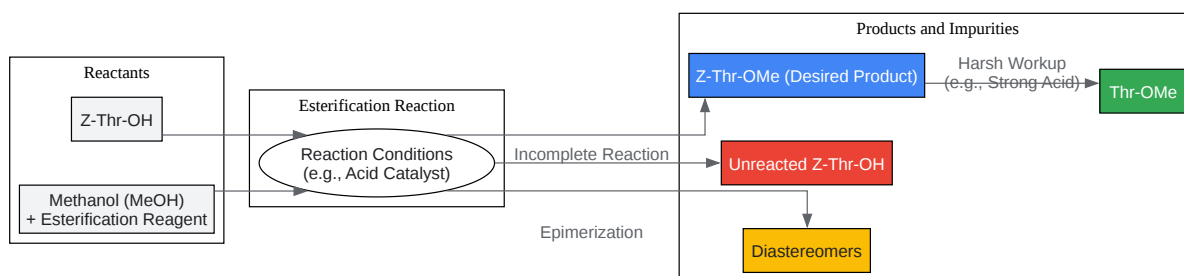 Reactants
Z-Thr-OH
Methanol (MeOH)
+ Esterification Reagent
Esterification Reaction
Reaction Conditions
(e.g., Acid Catalyst)
Incomplete Reaction
Epimerization
Products and Impurities
Z-Thr-OMe (Desired Product)
Harsh Workup
(e.g., Strong Acid)
Thr-OMe
Unreacted Z-Thr-OH
Diastereomers